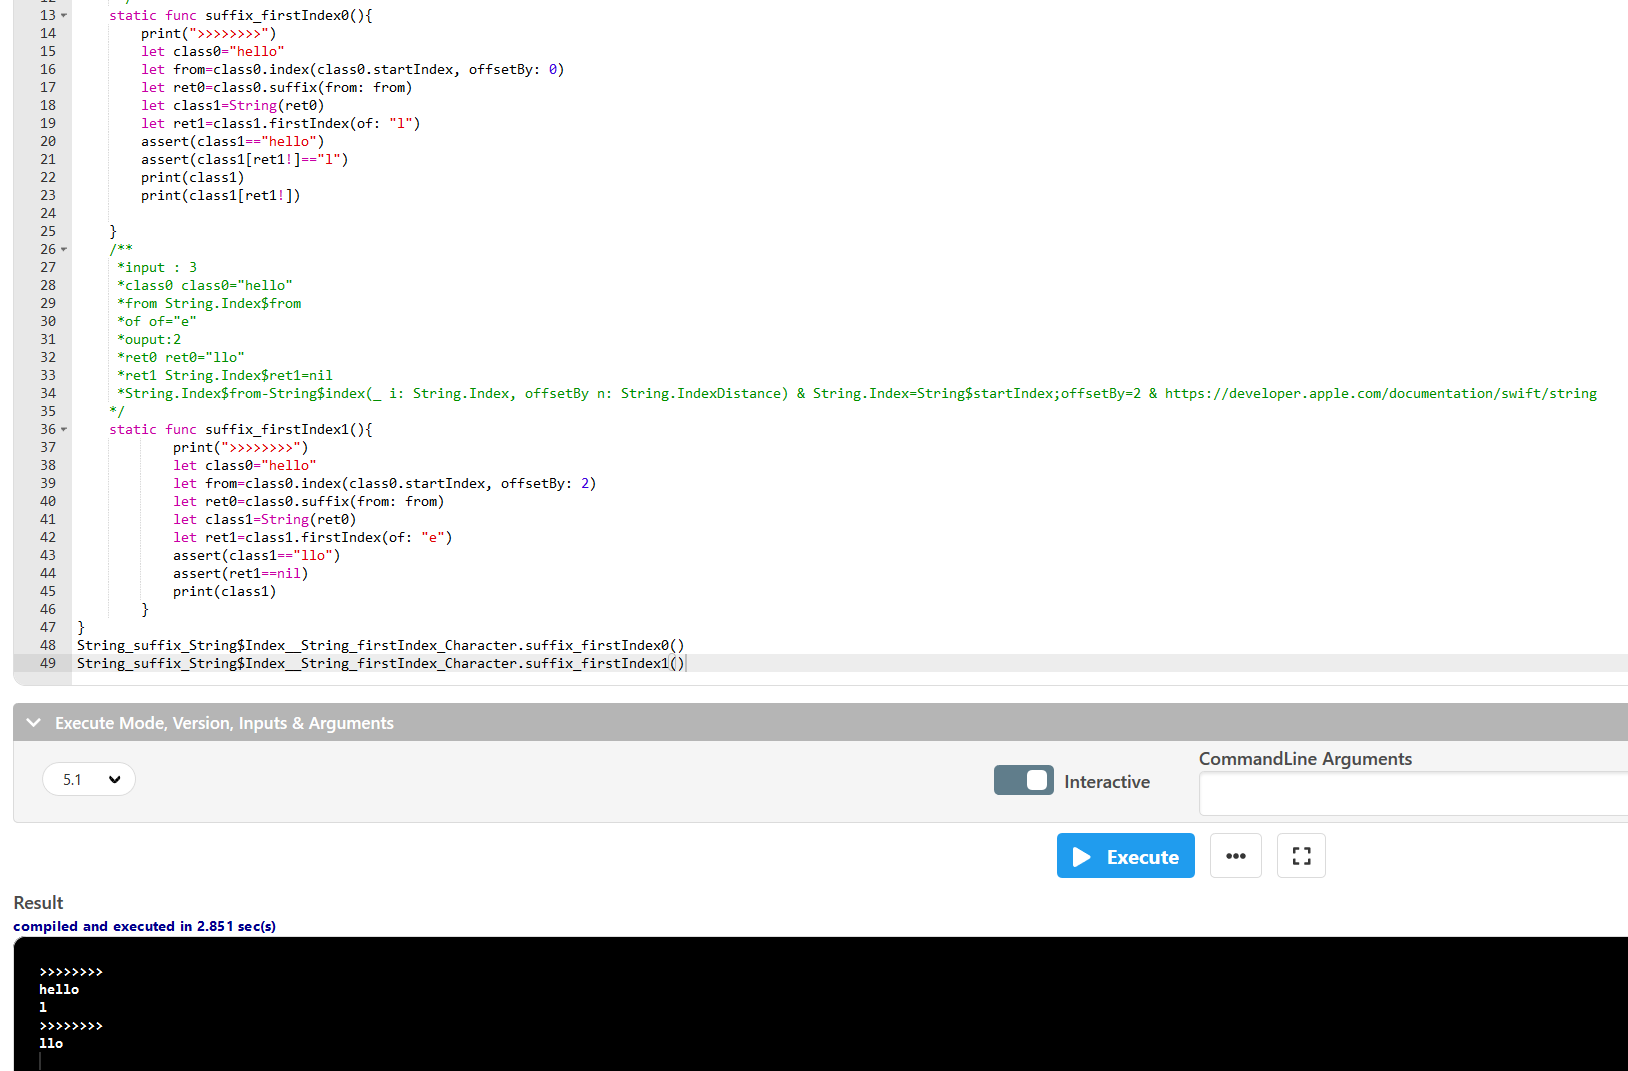 13 static func suffix_firstIndex0(){
14 print(">>>>>>>>")
15 let class0="hello"
16 let from=class0.index(class0.startIndex, offsetBy: 0)
17 let ret0=class0.suffix(from: from)
18 let class1=String(ret0)
19 let ret1=class1.firstIndex(of: "l")
20 assert(class1=="hello")
21 assert(class1[ret1!]=="l")
22 print(class1)
23 print(class1[ret1!])
24
25 }
26 /**
27 *input : 3
28 *class0 class0="hello"
29 *from String.Index$from
30 *of of="e"
31 *ouput:2
32 *ret0 ret0="llo"
33 *ret1 String.Index$ret1=nil
34 *String.Index$from-String$index(_ i: String.Index, offsetBy n: String.IndexDistance) & String.Index=String$startIndex;offsetBy=2 & https://developer.apple.com/documentation/swift/string
35 */
36 static func suffix_firstIndex1(){
37 print(">>>>>>>>")
38 let class0="hello"
39 let from=class0.index(class0.startIndex, offsetBy: 2)
40 let ret0=class0.suffix(from: from)
41 let class1=String(ret0)
42 let ret1=class1.firstIndex(of: "e")
43 assert(class1=="llo")
44 assert(ret1==nil)
45 print(class1)
46 }
47 }
48 String_suffix_String$Index__String_firstIndex_Character.suffix_firstIndex0()
49 String_suffix_String$Index__String_firstIndex_Character.suffix_firstIndex1()
Execute Mode, Version, Inputs & Arguments
5.1
Interactive
CommandLine Arguments
Execute
Result
compiled and executed in 2.851 sec(s)
>>>>>>>>
hello
l
>>>>>>>>
llo